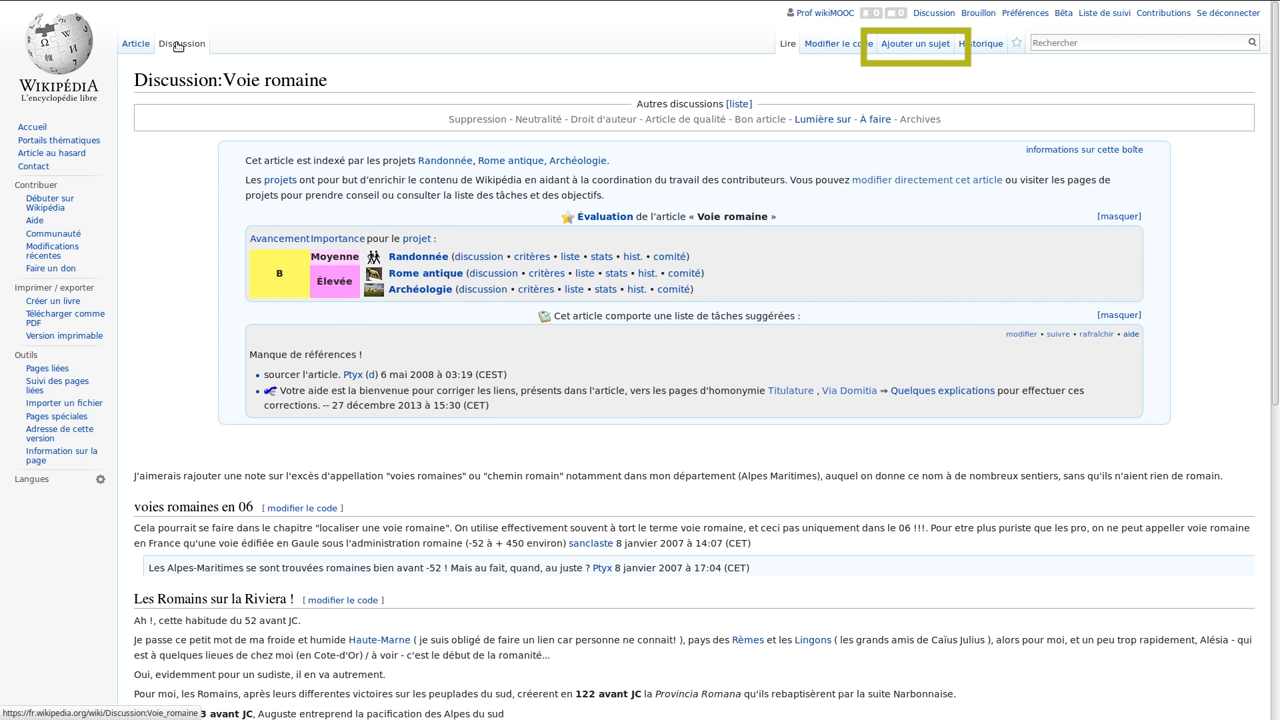 Prof wikiMOOC 0 0 Discussion Brouillon Préférences Bêta Liste de suivi Contributions Se déconnecter
Article Discussion Lire Modifier le code Ajouter un sujet Historique Rechercher
WIKIPÉDIA
L'encyclopédie libre
Accueil
Portails thématiques
Article au hasard
Contact
Contribuer
Débuter sur
Wikipédia
Aide
Communauté
Modifications
récentes
Faire un don
Imprimer / exporter
Créer un livre
Télécharger comme
PDF
Version imprimable
Outils
Pages liées
Suivi des pages
liées
Importer un fichier
Pages spéciales
Adresse de cette
version
Information sur la
page
Langues
Discussion:Voie romaine
Autres discussions [liste]
Suppression - Neutralité - Droit d'auteur - Article de qualité - Bon article - Lumière sur - À faire - Archives
informations sur cette boîte
Cet article est indexé par les projets Randonnée, Rome antique, Archéologie.
Les projets ont pour but d’enrichir le contenu de Wikipédia en aidant à la coordination du travail des contributeurs. Vous pouvez modifier directement cet article ou visiter les pages de
projets pour prendre conseil ou consulter la liste des tâches et des objectifs.
Évaluation de l’article « Voie romaine » [masquer]
Avancement Importance pour le projet :
B
Moyenne
Élevée
Randonnée (discussion • critères • liste • stats • hist. • comité)
Rome antique (discussion • critères • liste • stats • hist. • comité)
Archéologie (discussion • critères • liste • stats • hist. • comité)
Cet article comporte une liste de tâches suggérées : [masquer]
modifier • suivre • rafraîchir • aide
Manque de références !
• sourcer l'article. Ptyx (d) 6 mai 2008 à 03:19 (CEST)
• Votre aide est la bienvenue pour corriger les liens, présents dans l'article, vers les pages d'homonymie Titulature , Via Domitia ⇒ Quelques explications pour effectuer ces
corrections. -- 27 décembre 2013 à 15:30 (CET)
J'aimerais rajouter une note sur l'excès d'appellation "voies romaines" ou "chemin romain" notamment dans mon département (Alpes Maritimes), auquel on donne ce nom à de nombreux sentiers, sans qu'ils n'aient rien de romain.
voies romaines en 06 [ modifier le code ]
Cela pourrait se faire dans le chapitre "localiser une voie romaine". On utilise effectivement souvent à tort le terme voie romaine, et ceci pas uniquement dans le 06 !!!. Pour etre plus puriste que les pro, on ne peut appeller voie romaine
en France qu'une voie édifiée en Gaule sous l'administration romaine (-52 à + 450 environ) sanclaste 8 janvier 2007 à 14:07 (CET)
Les Alpes-Maritimes se sont trouvées romaines bien avant -52 ! Mais au fait, quand, au juste ? Ptyx 8 janvier 2007 à 17:04 (CET)
Les Romains sur la Riviera ! [ modifier le code ]
Ah !, cette habitude du 52 avant JC.
Je passe ce petit mot de ma froide et humide Haute-Marne ( je suis obligé de faire un lien car personne ne connait! ), pays des Rèmes et les Lingons ( les grands amis de Caïus Julius ), alors pour moi, et un peu trop rapidement, Alésia - qui
est à quelques lieues de chez moi (en Cote-d'Or) / à voir - c'est le début de la romanité...
Oui, evidemment pour un sudiste, il en va autrement.
Pour moi, les Romains, après leurs differentes victoires sur les peuplades du sud, créerent en 122 avant JC la Provincia Romana qu'ils rebaptisèrent par la suite Narbonnaise.
https://fr.wikipedia.org/wiki/Discussion:Voie_romaine 3 avant JC, Auguste entreprend la pacification des Alpes du sud